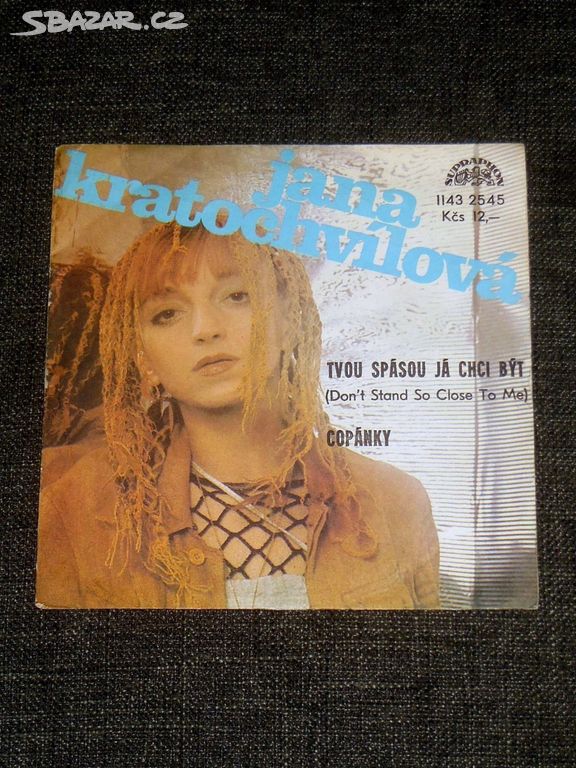 SBAZAR.CZ
jana
kratochvílová
SUPRAPHON
1143 2545
Kčs 12,—
TVOU SPÁSOU JÁ CHCI BÝT
(Don't Stand So Close To Me)
COPÁNKY